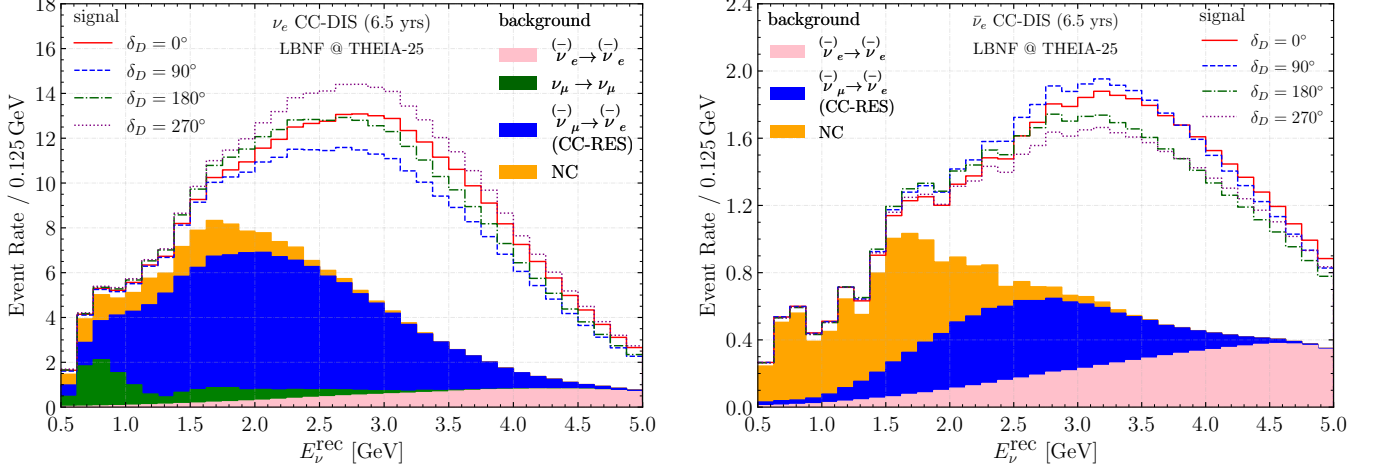 signal
δ_D = 0°
δ_D = 90°
δ_D = 180°
δ_D = 270°
ν_e CC-DIS (6.5 yrs)
LBNF @ THEIA-25
background
(−)ν_e→(−)ν_e
ν_μ → ν_μ
(−)ν_μ→(−)ν_e
(CC-RES)
NC
Event Rate / 0.125 GeV
18
16
14
12
10
8
6
4
2
0
0.5 1.0 1.5 2.0 2.5 3.0 3.5 4.0 4.5 5.0
E_ν^rec [GeV]
background
(−)ν_e→(−)ν_e
(−)ν_μ→(−)ν_e
(CC-RES)
NC
ν̄_e CC-DIS (6.5 yrs)
LBNF @ THEIA-25
signal
δ_D = 0°
δ_D = 90°
δ_D = 180°
δ_D = 270°
Event Rate / 0.125 GeV
2.4
2.0
1.6
1.2
0.8
0.4
0.0
0.5 1.0 1.5 2.0 2.5 3.0 3.5 4.0 4.5 5.0
E_ν^rec [GeV]